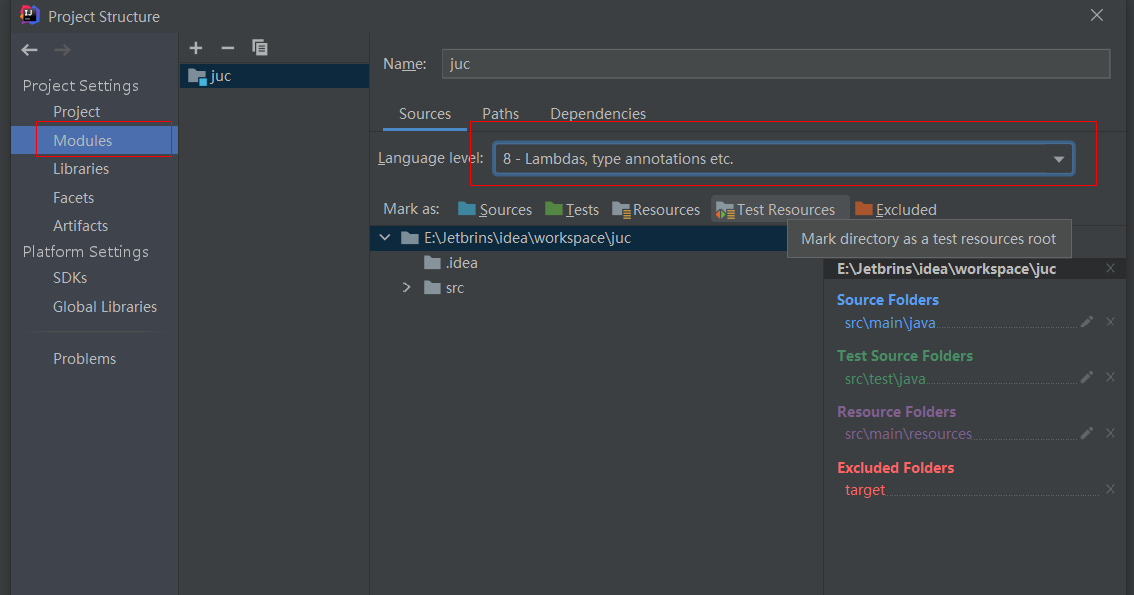 Project Structure
Project Settings
Project
Modules
Libraries
Facets
Artifacts
Platform Settings
SDKs
Global Libraries
Problems
juc
Name: juc
Sources Paths Dependencies
Language level: 8 - Lambdas, type annotations etc.
Mark as: Sources Tests Resources Test Resources Excluded
Mark directory as a test resources root
E:\Jetbrins\idea\workspace\juc
.idea
src
E:\Jetbrins\idea\workspace\juc
Source Folders
src\main\java
Test Source Folders
src\test\java
Resource Folders
src\main\resources
Excluded Folders
target